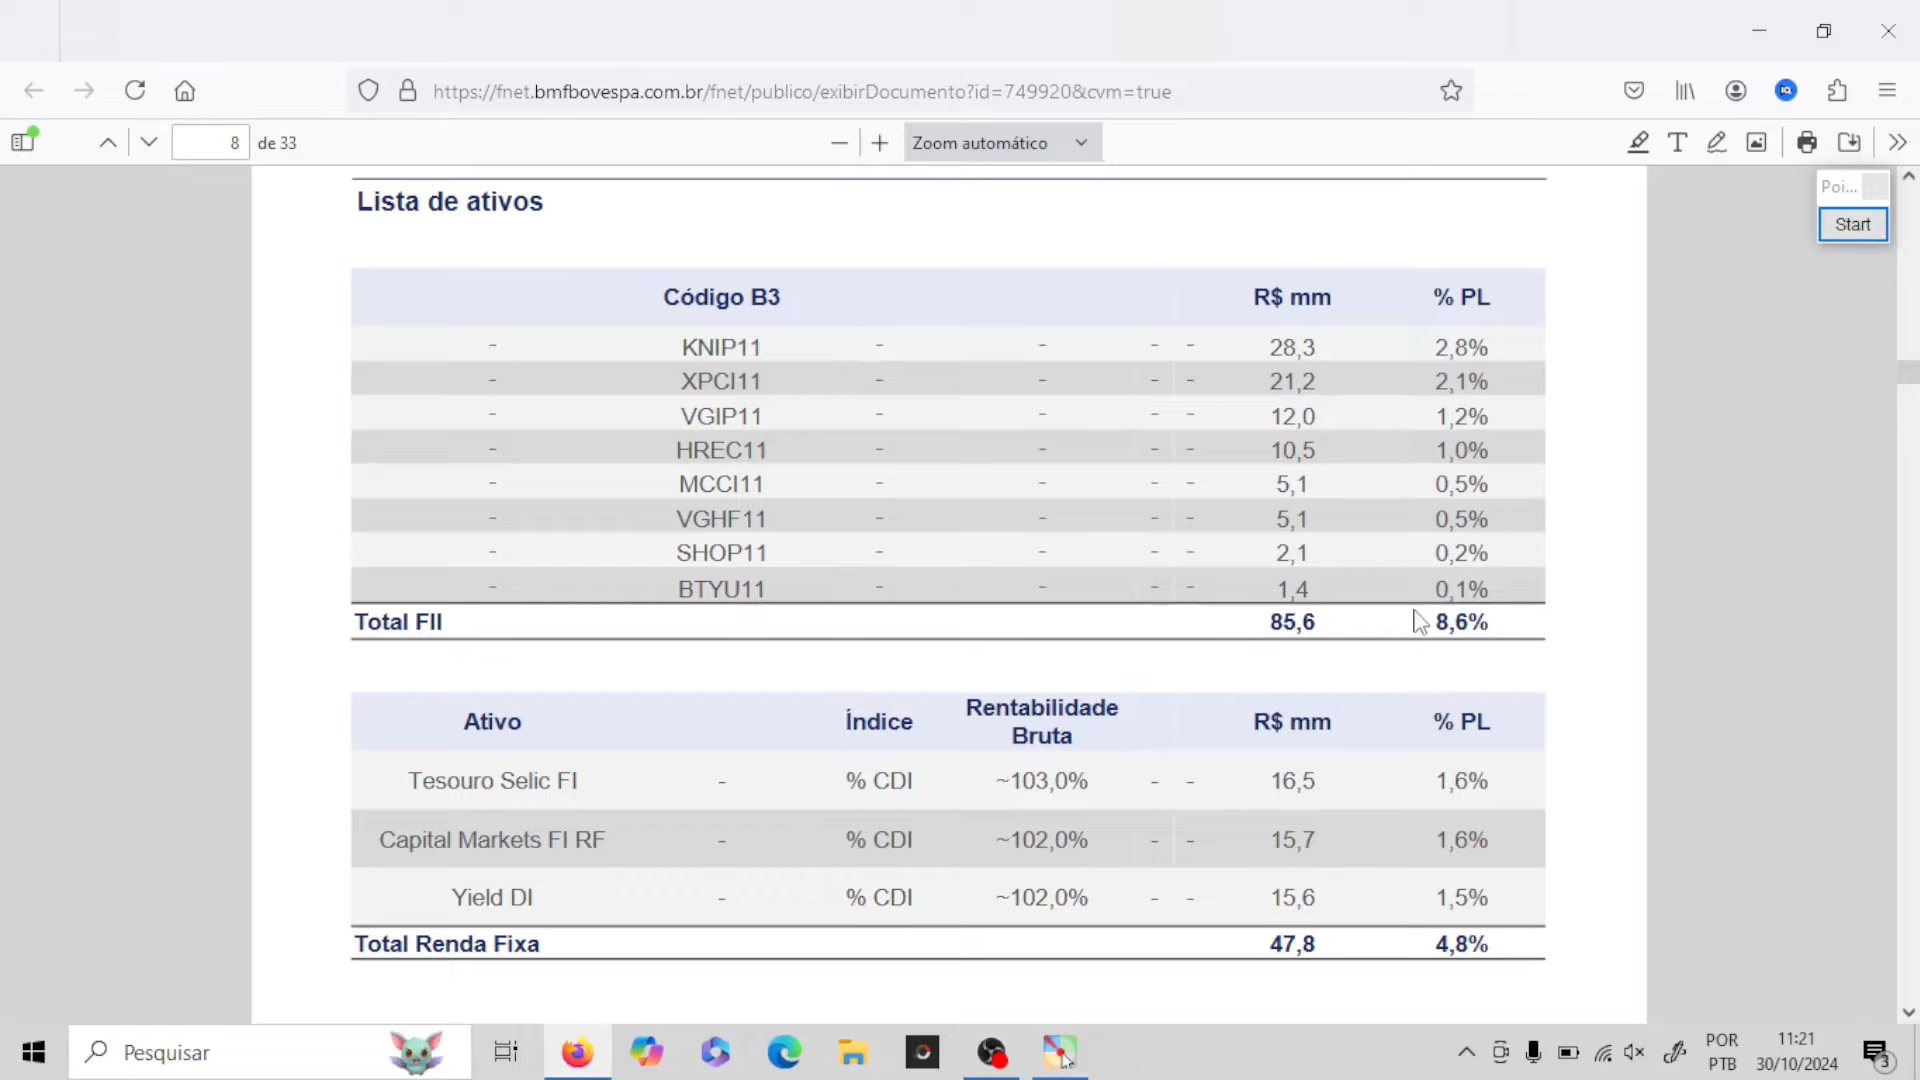 https://fnet.bmfbovespa.com.br/fnet/publico/exibirDocumento?id=749920&cvm=true
8 de 33 Zoom automático
Poi...
Start
Lista de ativos
Código B3 R$ mm % PL
- KNIP11 - - - - 28,3 2,8%
- XPCI11 - - - - 21,2 2,1%
- VGIP11 - - - - 12,0 1,2%
- HREC11 - - - - 10,5 1,0%
- MCCI11 - - - - 5,1 0,5%
- VGHF11 - - - - 5,1 0,5%
- SHOP11 - - - - 2,1 0,2%
- BTYU11 - - - - 1,4 0,1%
Total FII 85,6 8,6%
Ativo Índice Rentabilidade Bruta R$ mm % PL
Tesouro Selic FI - % CDI ~103,0% - - 16,5 1,6%
Capital Markets FI RF - % CDI ~102,0% - - 15,7 1,6%
Yield DI - % CDI ~102,0% - - 15,6 1,5%
Total Renda Fixa 47,8 4,8%
Pesquisar
POR
PTB
11:21
30/10/2024
3